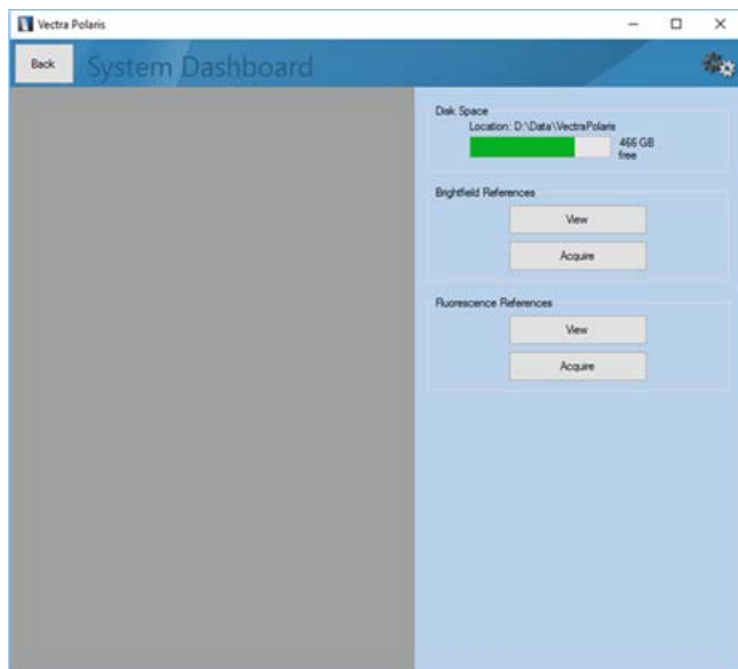 Vectra Polaris
Back
System Dashboard
Disk Space
Location: D:\Data\VectraPolaris
466 GB
free
Brightfield References
View
Acquire
Fluorescence References
View
Acquire